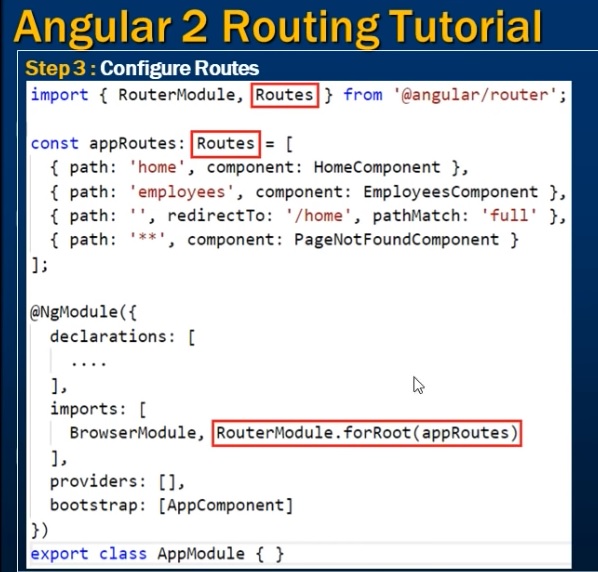 Angular 2 Routing Tutorial
Step 3 : Configure Routes
import { RouterModule, Routes } from '@angular/router';
const appRoutes: Routes = [
{ path: 'home', component: HomeComponent },
{ path: 'employees', component: EmployeesComponent },
{ path: '', redirectTo: '/home', pathMatch: 'full' },
{ path: '**', component: PageNotFoundComponent }
];
@NgModule({
declarations: [
....
],
imports: [
BrowserModule, RouterModule.forRoot(appRoutes)
],
providers: [],
bootstrap: [AppComponent]
})
export class AppModule { }